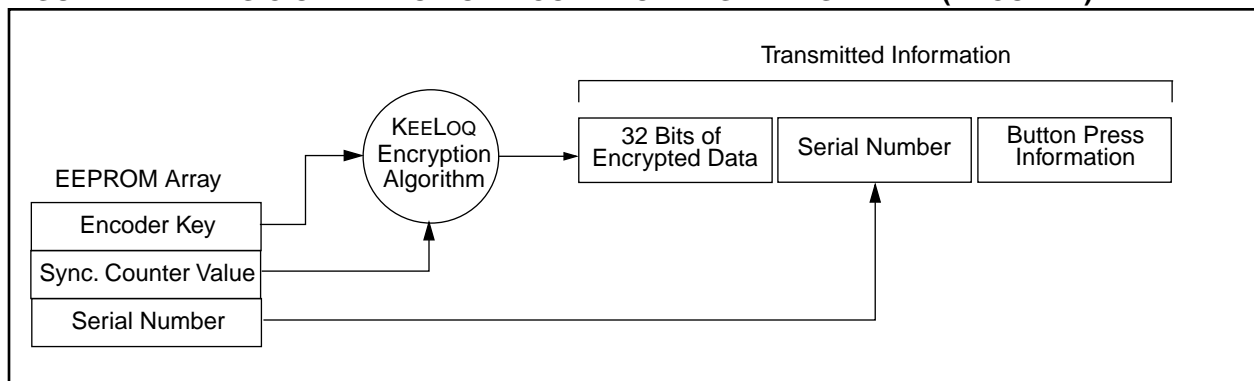 Transmitted Information
KEELOQ
Encryption
Algorithm
32 Bits of
Encrypted Data
Serial Number
Button Press
Information
EEPROM Array
Encoder Key
Sync. Counter Value
Serial Number